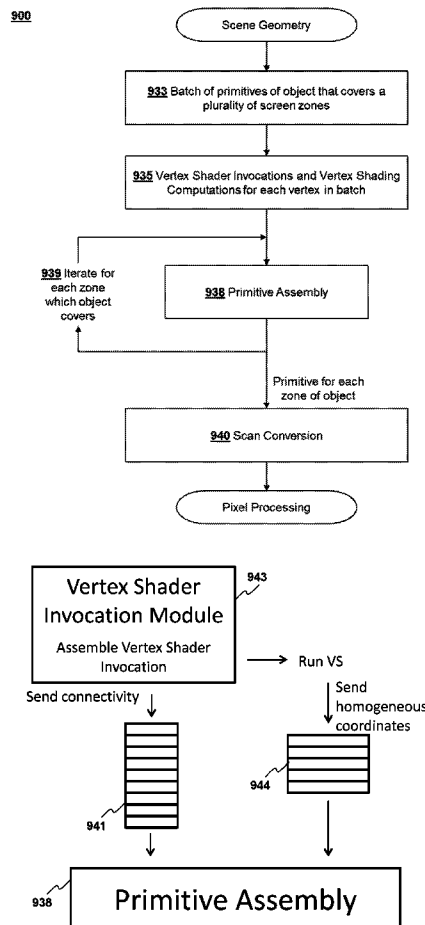 900
Scene Geometry
933 Batch of primitives of object that covers a
plurality of screen zones
935 Vertex Shader Invocations and Vertex Shading
Computations for each vertex in batch
939 Iterate for
each zone
which object
covers
938 Primitive Assembly
Primitive for each
zone of object
940 Scan Conversion
Pixel Processing
Vertex Shader
Invocation Module
Assemble Vertex Shader
Invocation
943
Run VS
Send connectivity
Send
homogeneous
coordinates
941
944
938
Primitive Assembly